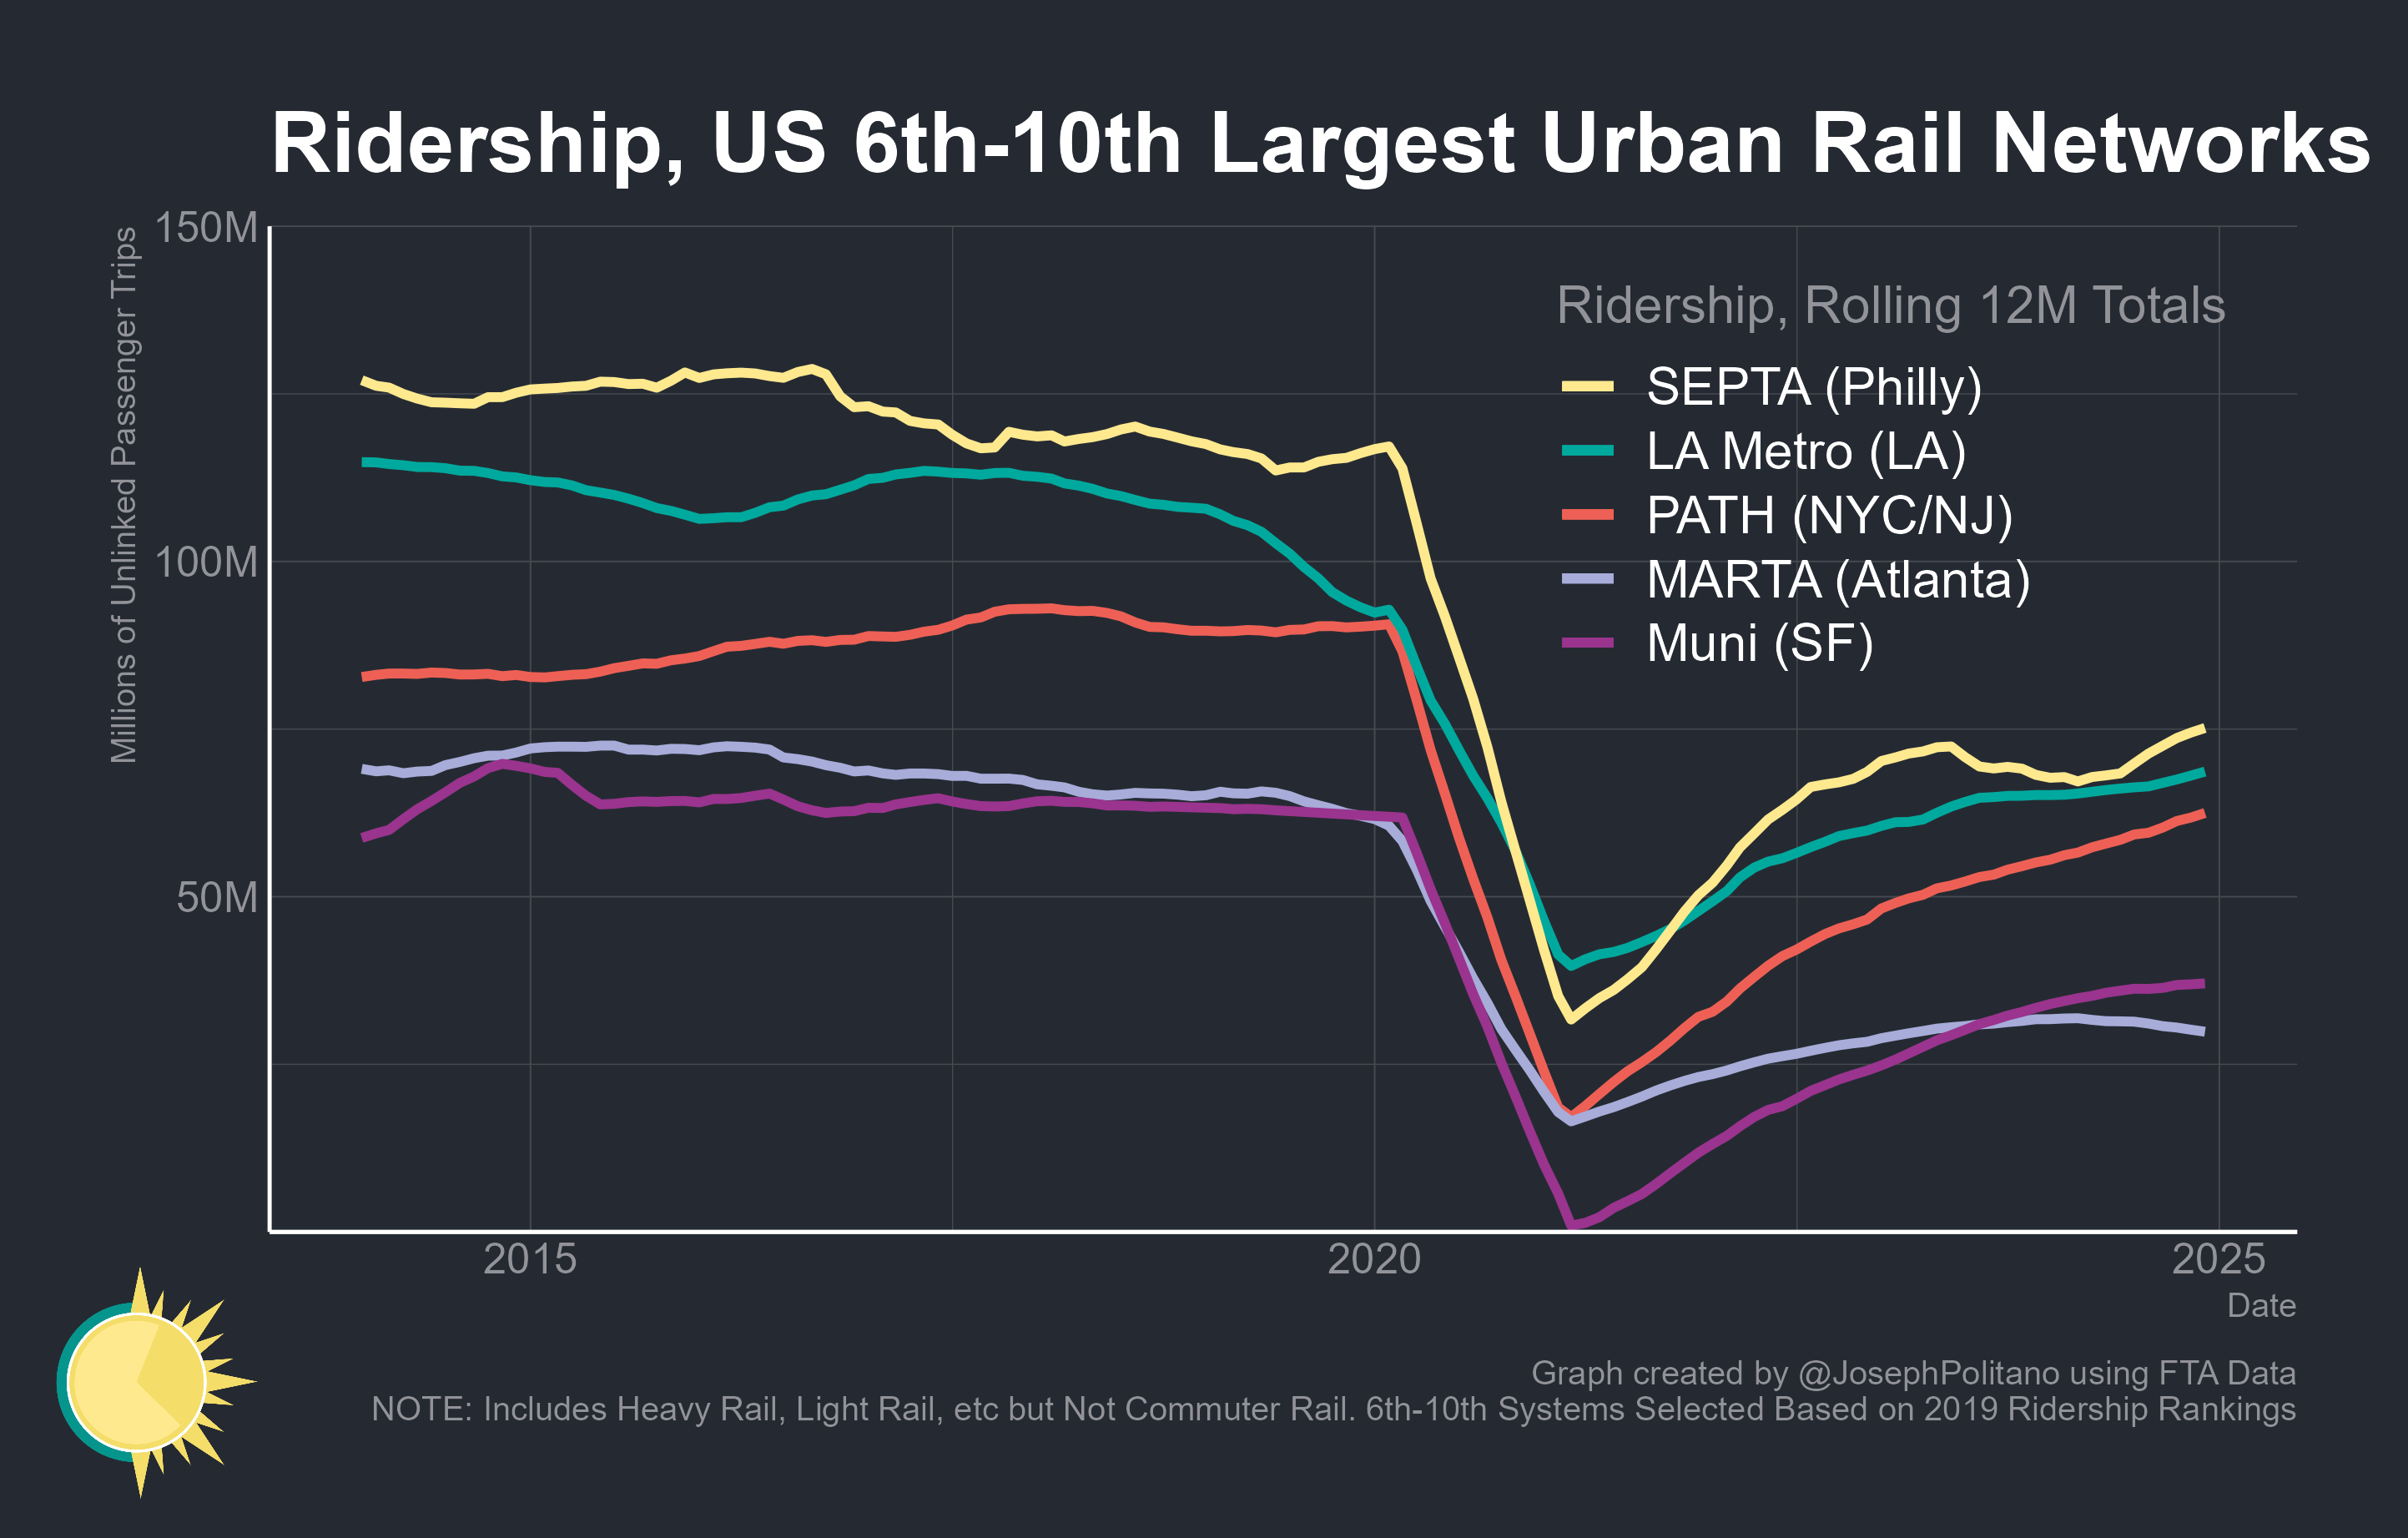 Ridership, US 6th-10th Largest Urban Rail Networks
Millions of Unlinked Passenger Trips
150M
100M
50M
Ridership, Rolling 12M Totals
SEPTA (Philly)
LA Metro (LA)
PATH (NYC/NJ)
MARTA (Atlanta)
Muni (SF)
2015
2020
2025
Date
Graph created by @JosephPolitano using FTA Data
NOTE: Includes Heavy Rail, Light Rail, etc but Not Commuter Rail. 6th-10th Systems Selected Based on 2019 Ridership Rankings